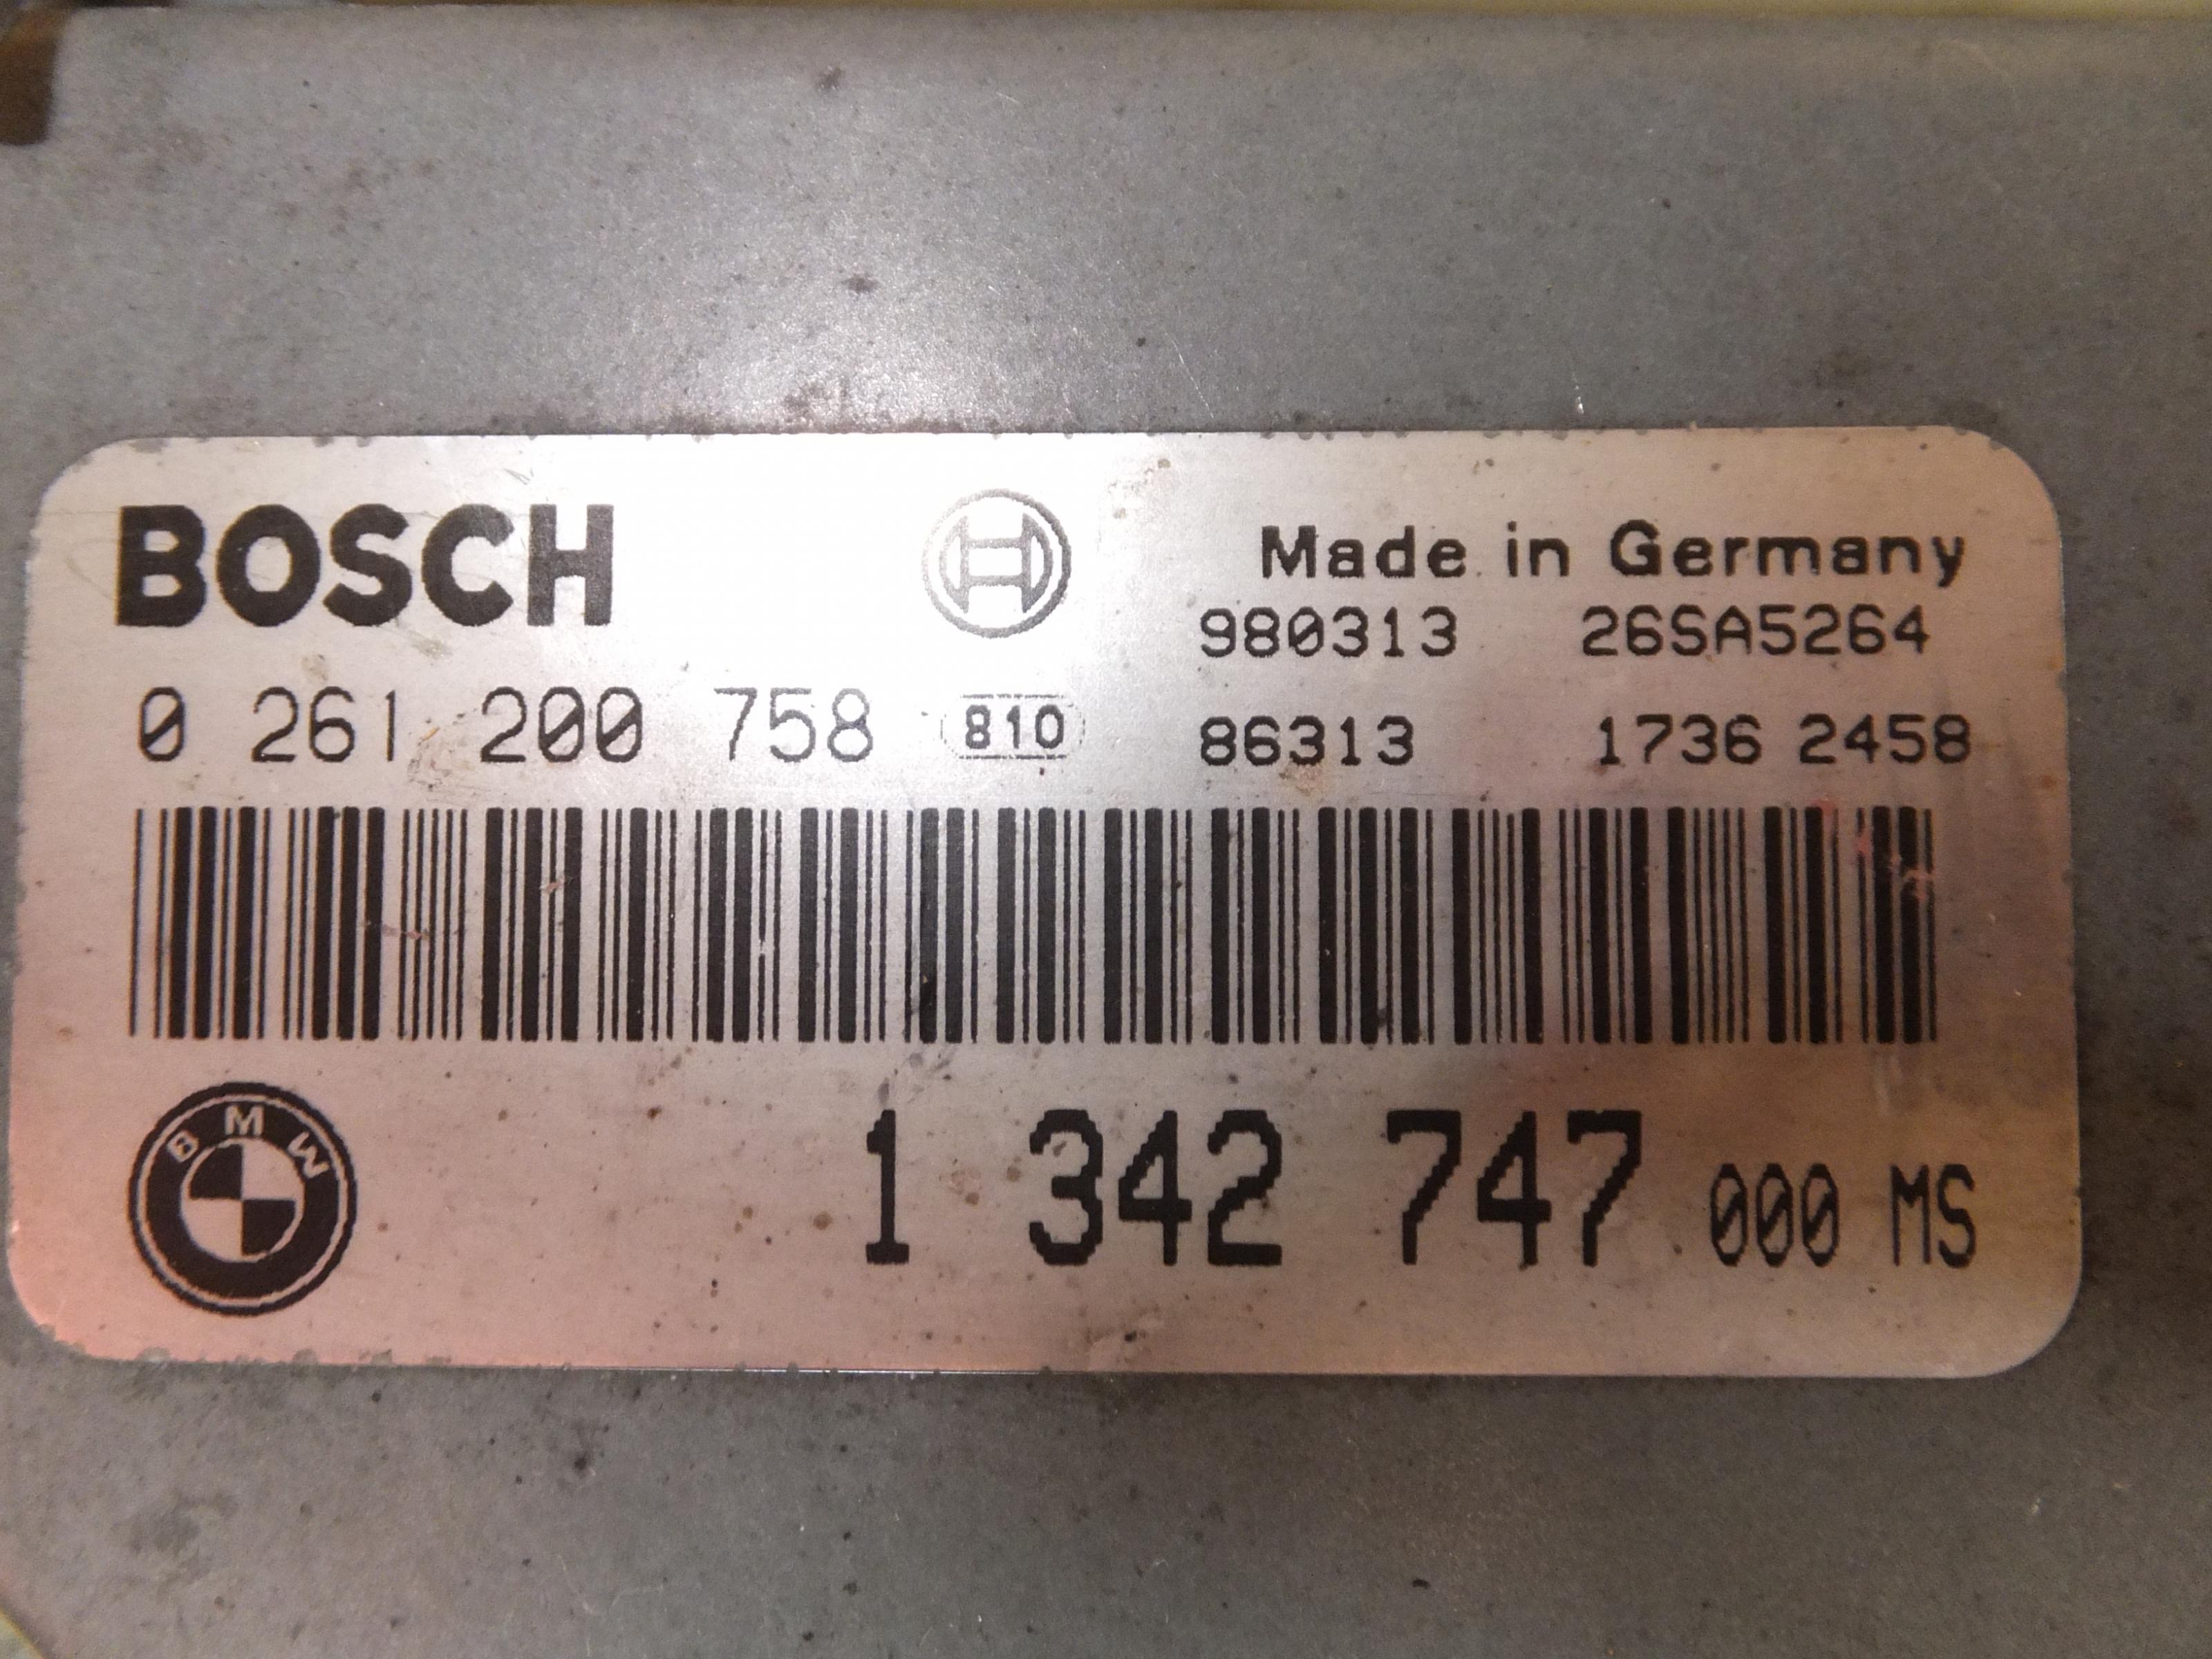 BOSCH
Made in Germany
980313 26SA5264
0 261 200 758 810 86313 1736 2458
BMW
1 342 747 000 MS